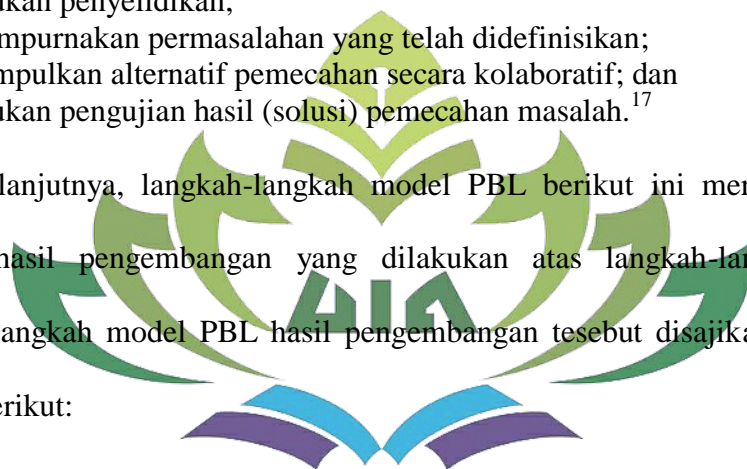 ukan penyelidikan;
mpurnakan permasalahan yang telah didefinisikan;
mpulkan alternatif pemecahan secara kolaboratif; dan
ukan pengujian hasil (solusi) pemecahan masalah.17
lanjutnya, langkah-langkah model PBL berikut ini mer
hasil pengembangan yang dilakukan atas langkah-lan
angkah model PBL hasil pengembangan tesebut disajika
erikut: